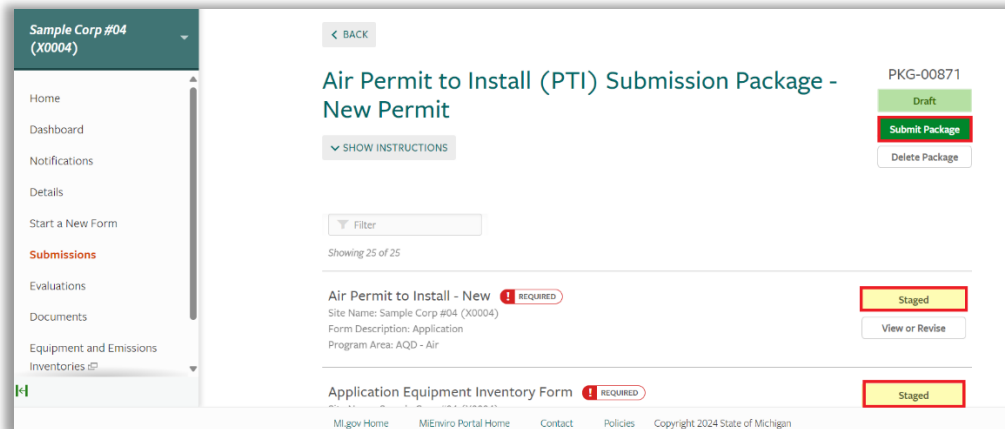 Sample Corp #04
(X0004)
Home
Dashboard
Notifications
Details
Start a New Form
Submissions
Evaluations
Documents
Equipment and Emissions
Inventories
BACK
Air Permit to Install (PTI) Submission Package -
New Permit
SHOW INSTRUCTIONS
PKG-00871
Draft
Submit Package
Delete Package
Filter
Showing 25 of 25
Air Permit to Install - New ! REQUIRED
Site Name: Sample Corp #04 (X0004)
Form Description: Application
Program Area: AQD - Air
Staged
View or Revise
Application Equipment Inventory Form ! REQUIRED
Staged
MI.gov Home MiEnviro Portal Home Contact Policies Copyright 2024 State of Michigan